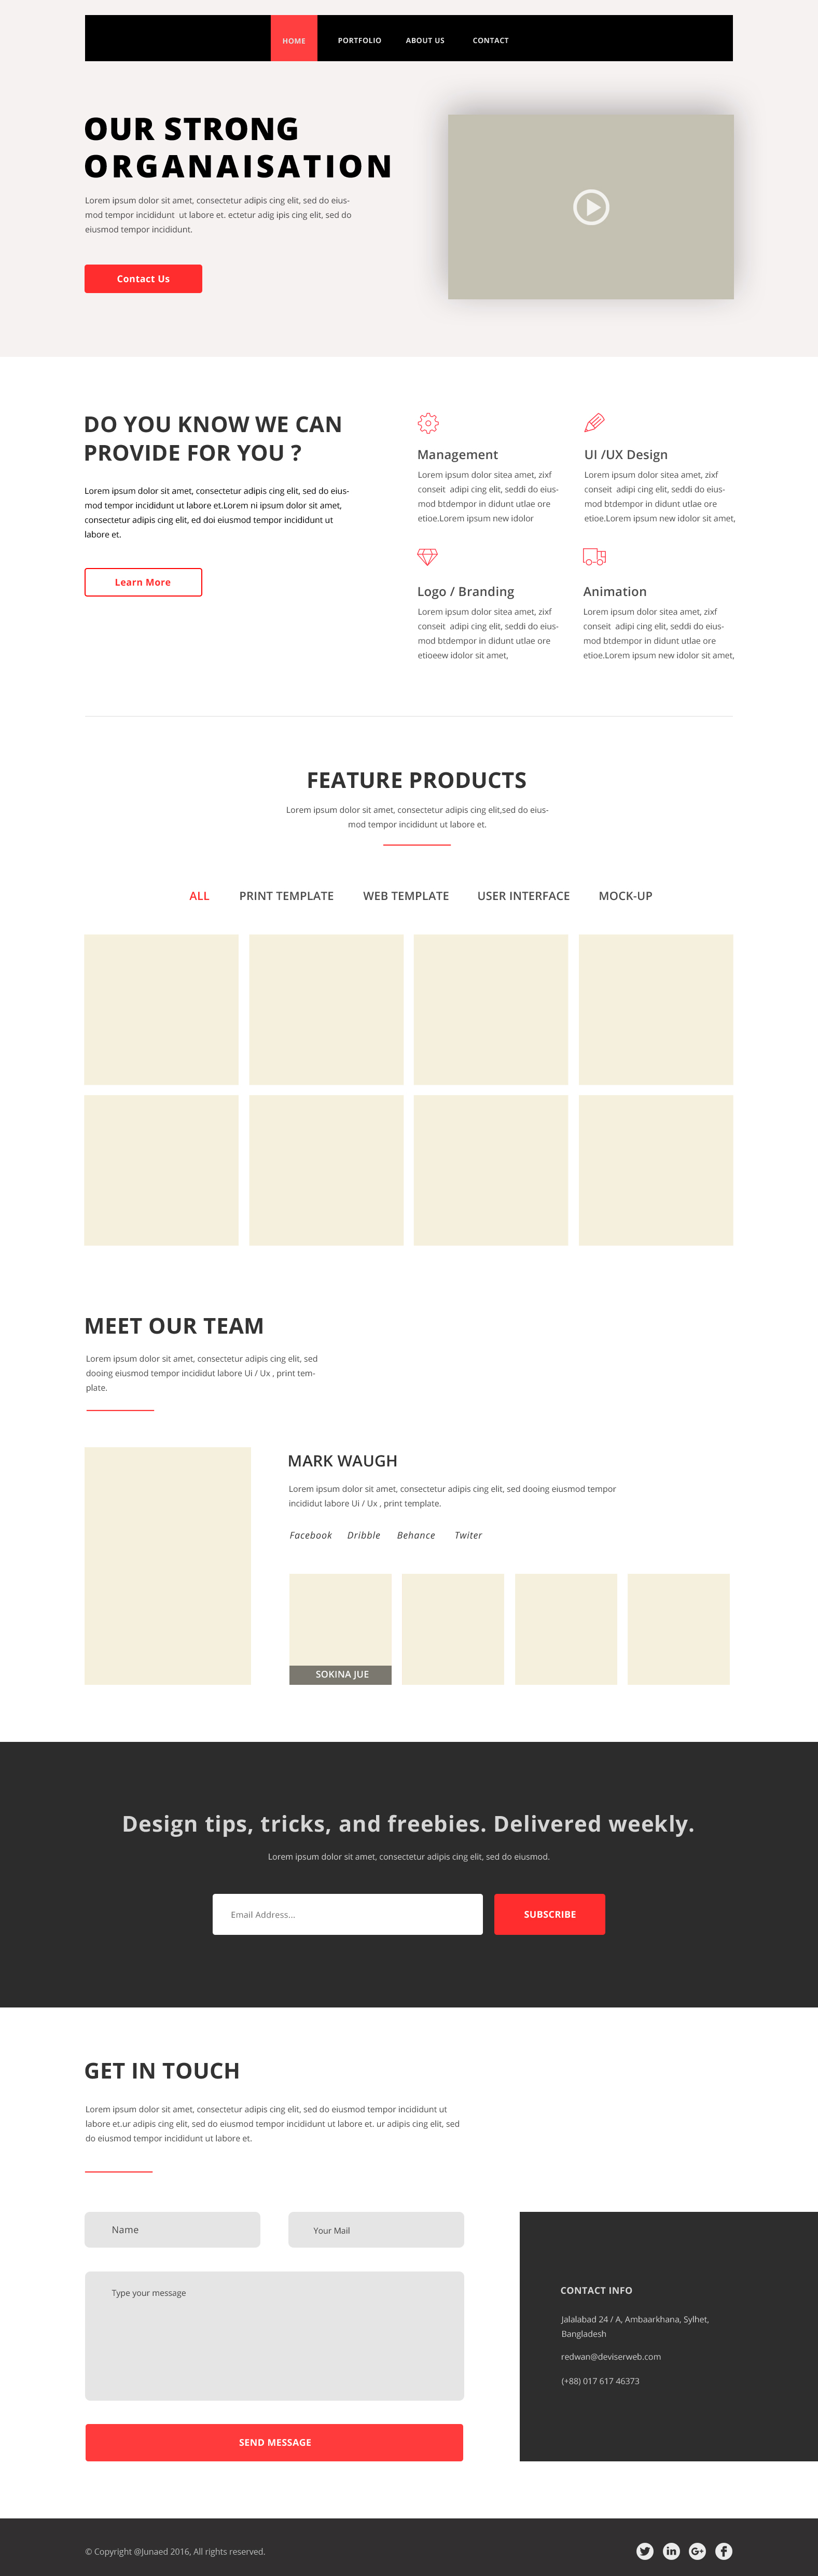 HOME PORTFOLIO ABOUT US CONTACT
OUR STRONG
ORGANAISATION
Lorem ipsum dolor sit amet, consectetur adipis cing elit, sed do eius-
mod tempor incididunt ut labore et. ectetur adig ipis cing elit, sed do
eiusmod tempor incididunt.
Contact Us
DO YOU KNOW WE CAN
PROVIDE FOR YOU ?
Lorem ipsum dolor sit amet, consectetur adipis cing elit, sed do eius-
mod tempor incididunt ut labore et.Lorem ni ipsum dolor sit amet,
consectetur adipis cing elit, ed doi eiusmod tempor incididunt ut
labore et.
Learn More
Management
Lorem ipsum dolor sitea amet, zixf
conseit adipi cing elit, seddi do eius-
mod btdempor in didunt utlae ore
etioe.Lorem ipsum new idolor
UI /UX Design
Lorem ipsum dolor sitea amet, zixf
conseit adipi cing elit, seddi do eius-
mod btdempor in didunt utlae ore
etioe.Lorem ipsum new idolor sit amet,
Logo / Branding
Lorem ipsum dolor sitea amet, zixf
conseit adipi cing elit, seddi do eius-
mod btdempor in didunt utlae ore
etioeew idolor sit amet,
Animation
Lorem ipsum dolor sitea amet, zixf
conseit adipi cing elit, seddi do eius-
mod btdempor in didunt utlae ore
etioe.Lorem ipsum new idolor sit amet,
FEATURE PRODUCTS
Lorem ipsum dolor sit amet, consectetur adipis cing elit,sed do eius-
mod tempor incididunt ut labore et.
ALL PRINT TEMPLATE WEB TEMPLATE USER INTERFACE MOCK-UP
MEET OUR TEAM
Lorem ipsum dolor sit amet, consectetur adipis cing elit, sed
dooing eiusmod tempor incididut labore Ui / Ux , print tem-
plate.
MARK WAUGH
Lorem ipsum dolor sit amet, consectetur adipis cing elit, sed dooing eiusmod tempor
incididut labore Ui / Ux , print template.
Facebook Dribble Behance Twiter
SOKINA JUE
Design tips, tricks, and freebies. Delivered weekly.
Lorem ipsum dolor sit amet, consectetur adipis cing elit, sed do eiusmod.
Email Address...
SUBSCRIBE
GET IN TOUCH
Lorem ipsum dolor sit amet, consectetur adipis cing elit, sed do eiusmod tempor incididunt ut
labore et.ur adipis cing elit, sed do eiusmod tempor incididunt ut labore et. ur adipis cing elit, sed
do eiusmod tempor incididunt ut labore et.
Name
Your Mail
Type your message
SEND MESSAGE
CONTACT INFO
Jalalabad 24 / A, Ambaarkhana, Sylhet,
Bangladesh
redwan@deviserweb.com
(+88) 017 617 46373
© Copyright @Junaed 2016, All rights reserved.